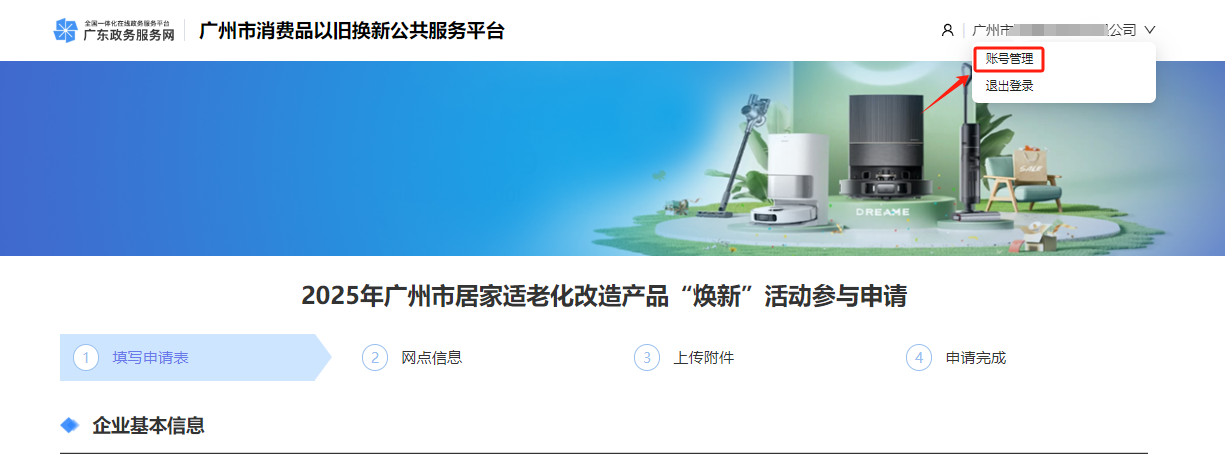 全国一体化在线政务服务平台
广东政务服务网
广州市消费品以旧换新公共服务平台
广州市 公司
账号管理
退出登录
DREAME
SALE
2025年广州市居家适老化改造产品“焕新”活动参与申请
1 填写申请表
2 网点信息
3 上传附件
4 申请完成
企业基本信息